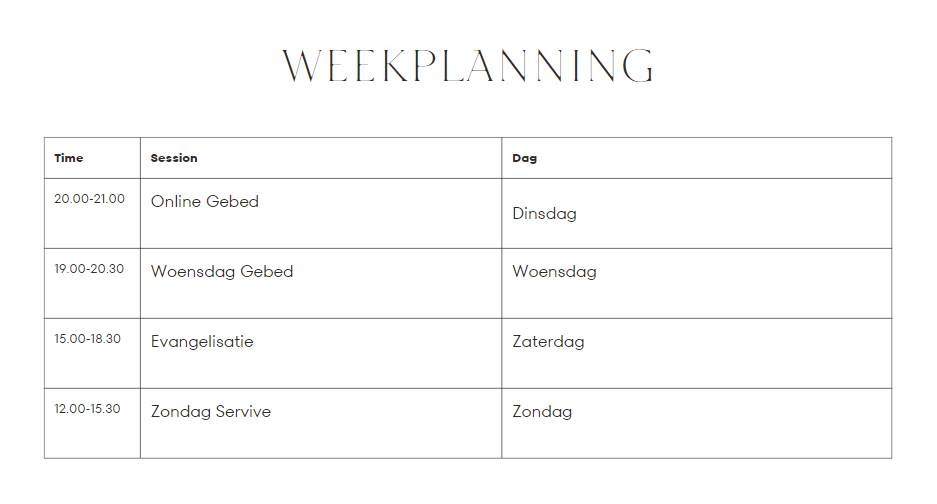 WEEKPLANNING
Time Session Dag
20.00-21.00 Online Gebed Dinsdag
19.00-20.30 Woensdag Gebed Woensdag
15.00-18.30 Evangelisatie Zaterdag
12.00-15.30 Zondag Servive Zondag